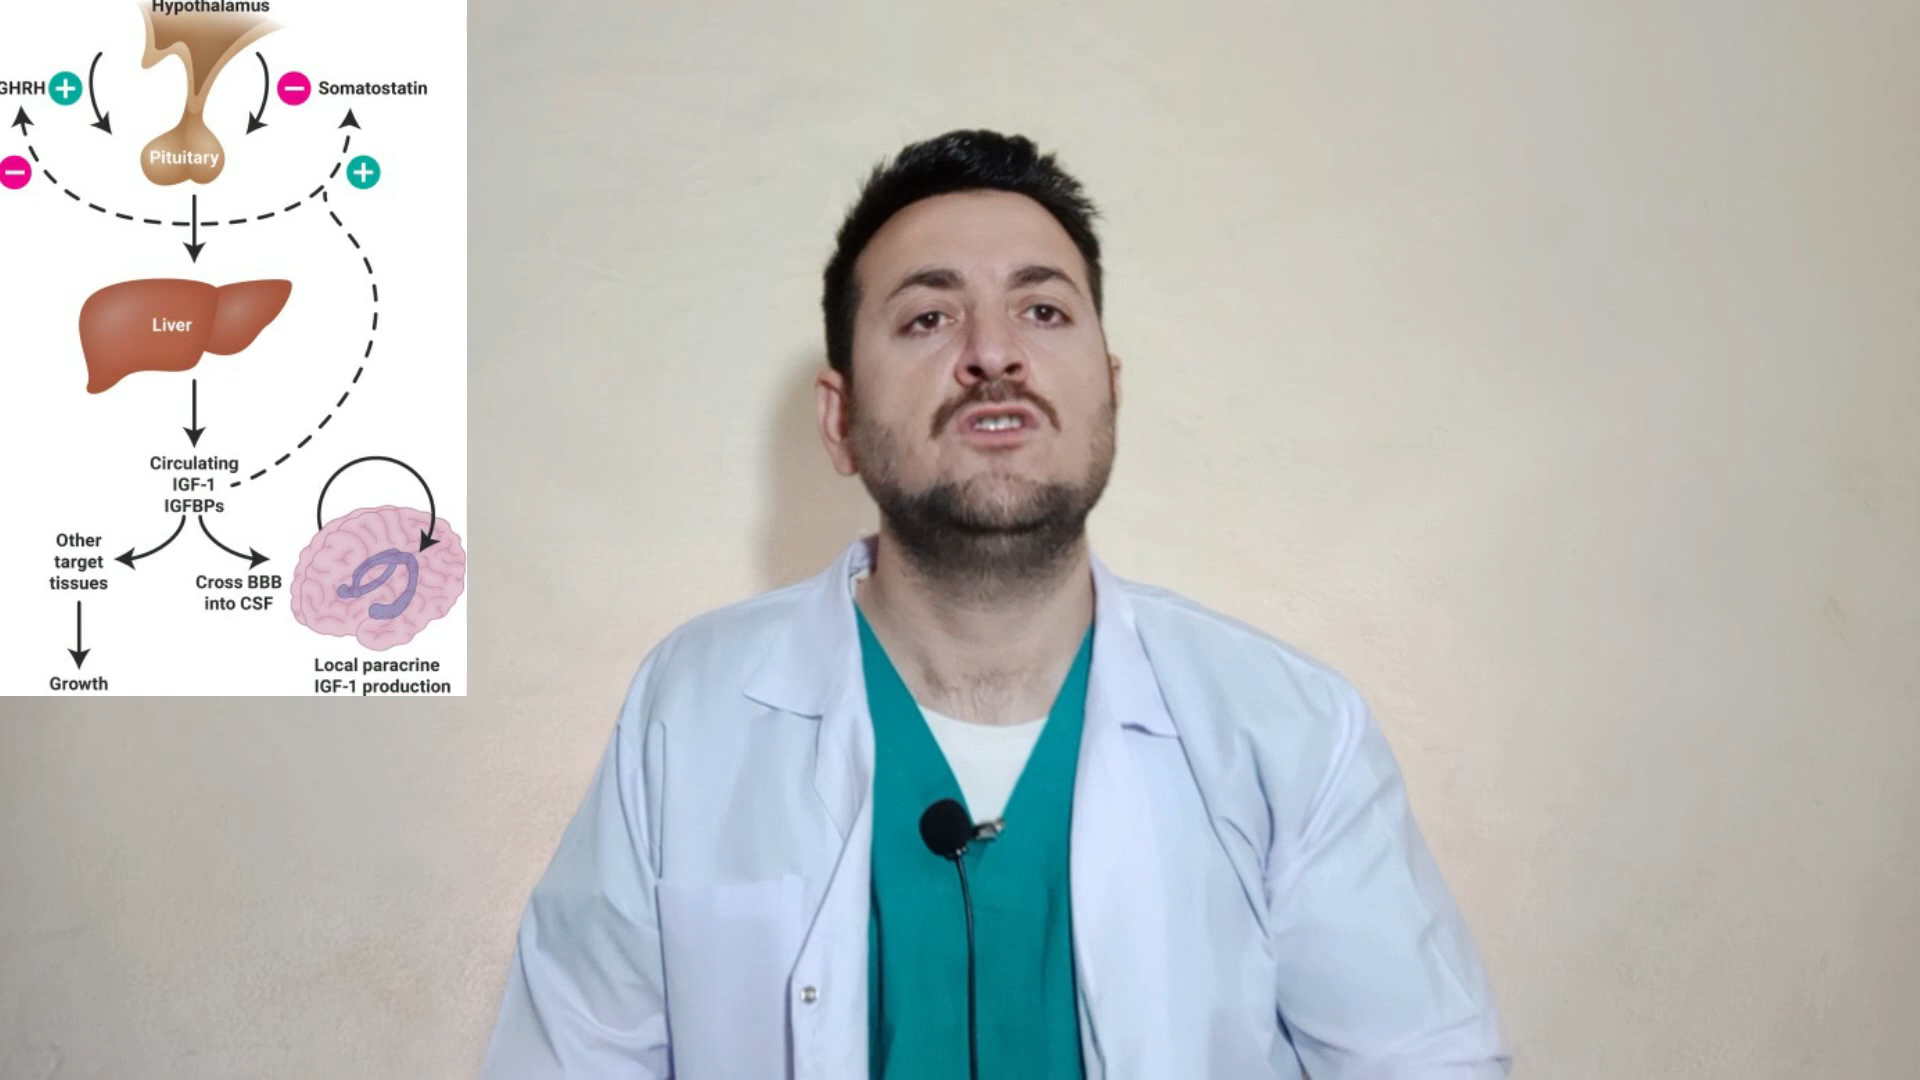 Hypothalamus
GHRH
Somatostatin
Pituitary
Liver
Circulating
IGF-1
IGFBPs
Other
target
tissues
Cross BBB
into CSF
Growth
Local paracrine
IGF-1 production